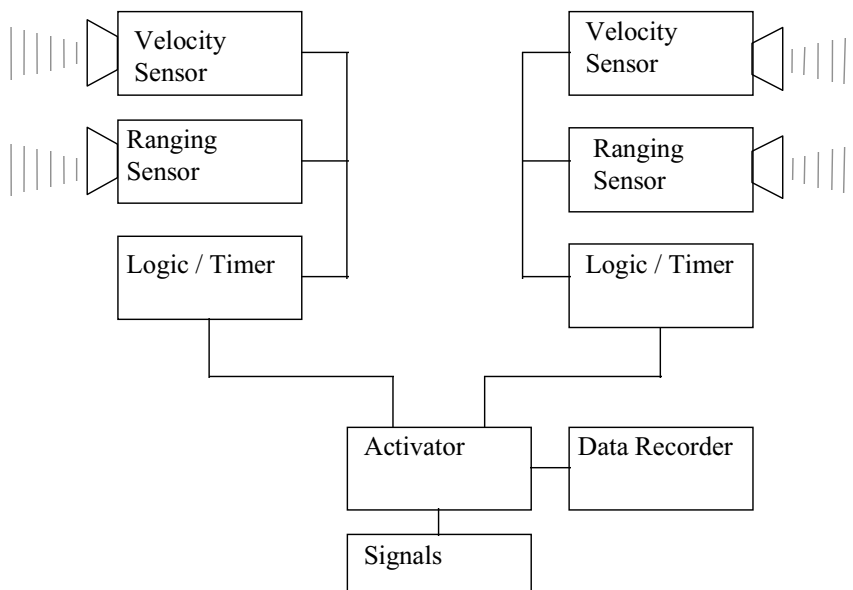 Velocity
Sensor
Ranging
Sensor
Logic / Timer
Velocity
Sensor
Ranging
Sensor
Logic / Timer
Activator
Data Recorder
Signals